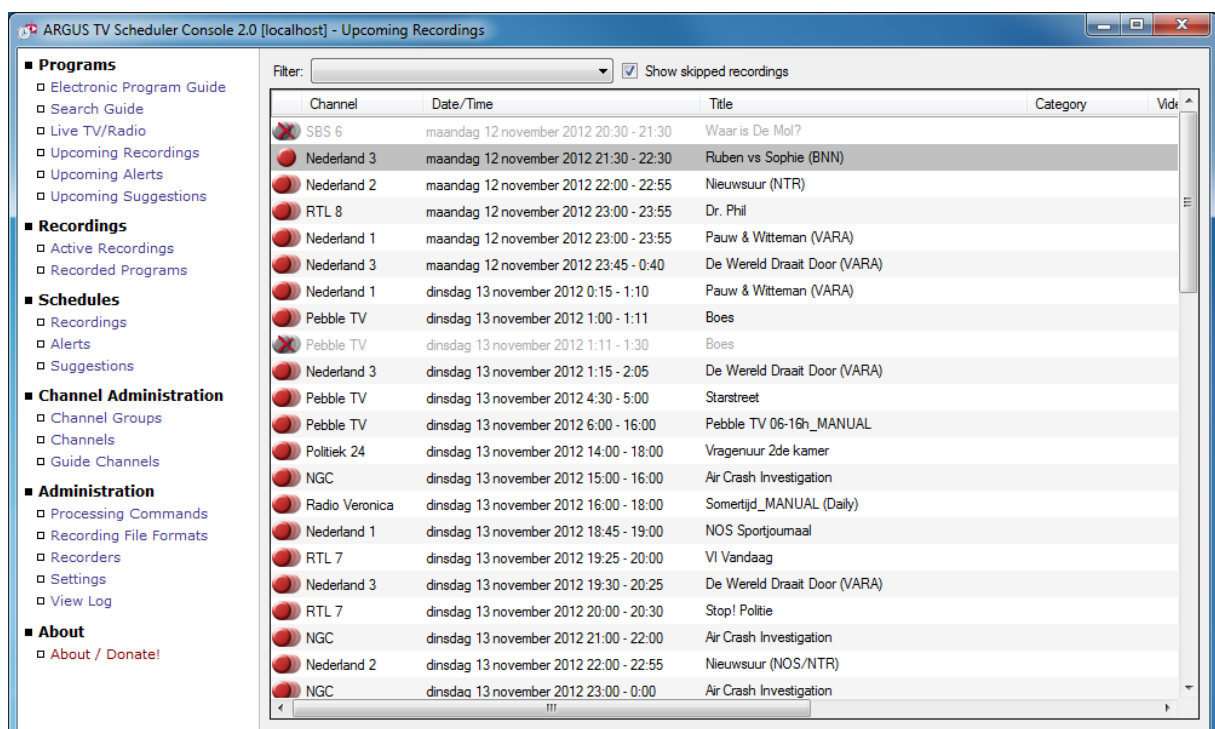 ARGUS TV Scheduler Console 2.0 [localhost] - Upcoming Recordings
Programs
Electronic Program Guide
Search Guide
Live TV/Radio
Upcoming Recordings
Upcoming Alerts
Upcoming Suggestions
Recordings
Active Recordings
Recorded Programs
Schedules
Recordings
Alerts
Suggestions
Channel Administration
Channel Groups
Channels
Guide Channels
Administration
Processing Commands
Recording File Formats
Recorders
Settings
View Log
About
About / Donate!
Filter: Show skipped recordings
Channel Date/Time Title Category Vide
SBS 6 maandag 12 november 2012 20:30 - 21:30 Waar is De Mol?
Nederland 3 maandag 12 november 2012 21:30 - 22:30 Ruben vs Sophie (BNN)
Nederland 2 maandag 12 november 2012 22:00 - 22:55 Nieuwsuur (NTR)
RTL 8 maandag 12 november 2012 23:00 - 23:55 Dr. Phil
Nederland 1 maandag 12 november 2012 23:00 - 23:55 Pauw & Witteman (VARA)
Nederland 3 maandag 12 november 2012 23:45 - 0:40 De Wereld Draait Door (VARA)
Nederland 1 dinsdag 13 november 2012 0:15 - 1:10 Pauw & Witteman (VARA)
Pebble TV dinsdag 13 november 2012 1:00 - 1:11 Boes
Pebble TV dinsdag 13 november 2012 1:11 - 1:30 Boes
Nederland 3 dinsdag 13 november 2012 1:15 - 2:05 De Wereld Draait Door (VARA)
Pebble TV dinsdag 13 november 2012 4:30 - 5:00 Starstreet
Pebble TV dinsdag 13 november 2012 6:00 - 16:00 Pebble TV 06-16h_MANUAL
Politiek 24 dinsdag 13 november 2012 14:00 - 18:00 Vragenuur 2de kamer
NGC dinsdag 13 november 2012 15:00 - 16:00 Air Crash Investigation
Radio Veronica dinsdag 13 november 2012 16:00 - 18:00 Somertijd_MANUAL (Daily)
Nederland 1 dinsdag 13 november 2012 18:45 - 19:00 NOS Sportjournaal
RTL 7 dinsdag 13 november 2012 19:25 - 20:00 VI Vandaag
Nederland 3 dinsdag 13 november 2012 19:30 - 20:25 De Wereld Draait Door (VARA)
RTL 7 dinsdag 13 november 2012 20:00 - 20:30 Stop! Politie
NGC dinsdag 13 november 2012 21:00 - 22:00 Air Crash Investigation
Nederland 2 dinsdag 13 november 2012 22:00 - 22:55 Nieuwsuur (NOS/NTR)
NGC dinsdag 13 november 2012 23:00 - 0:00 Air Crash Investigation